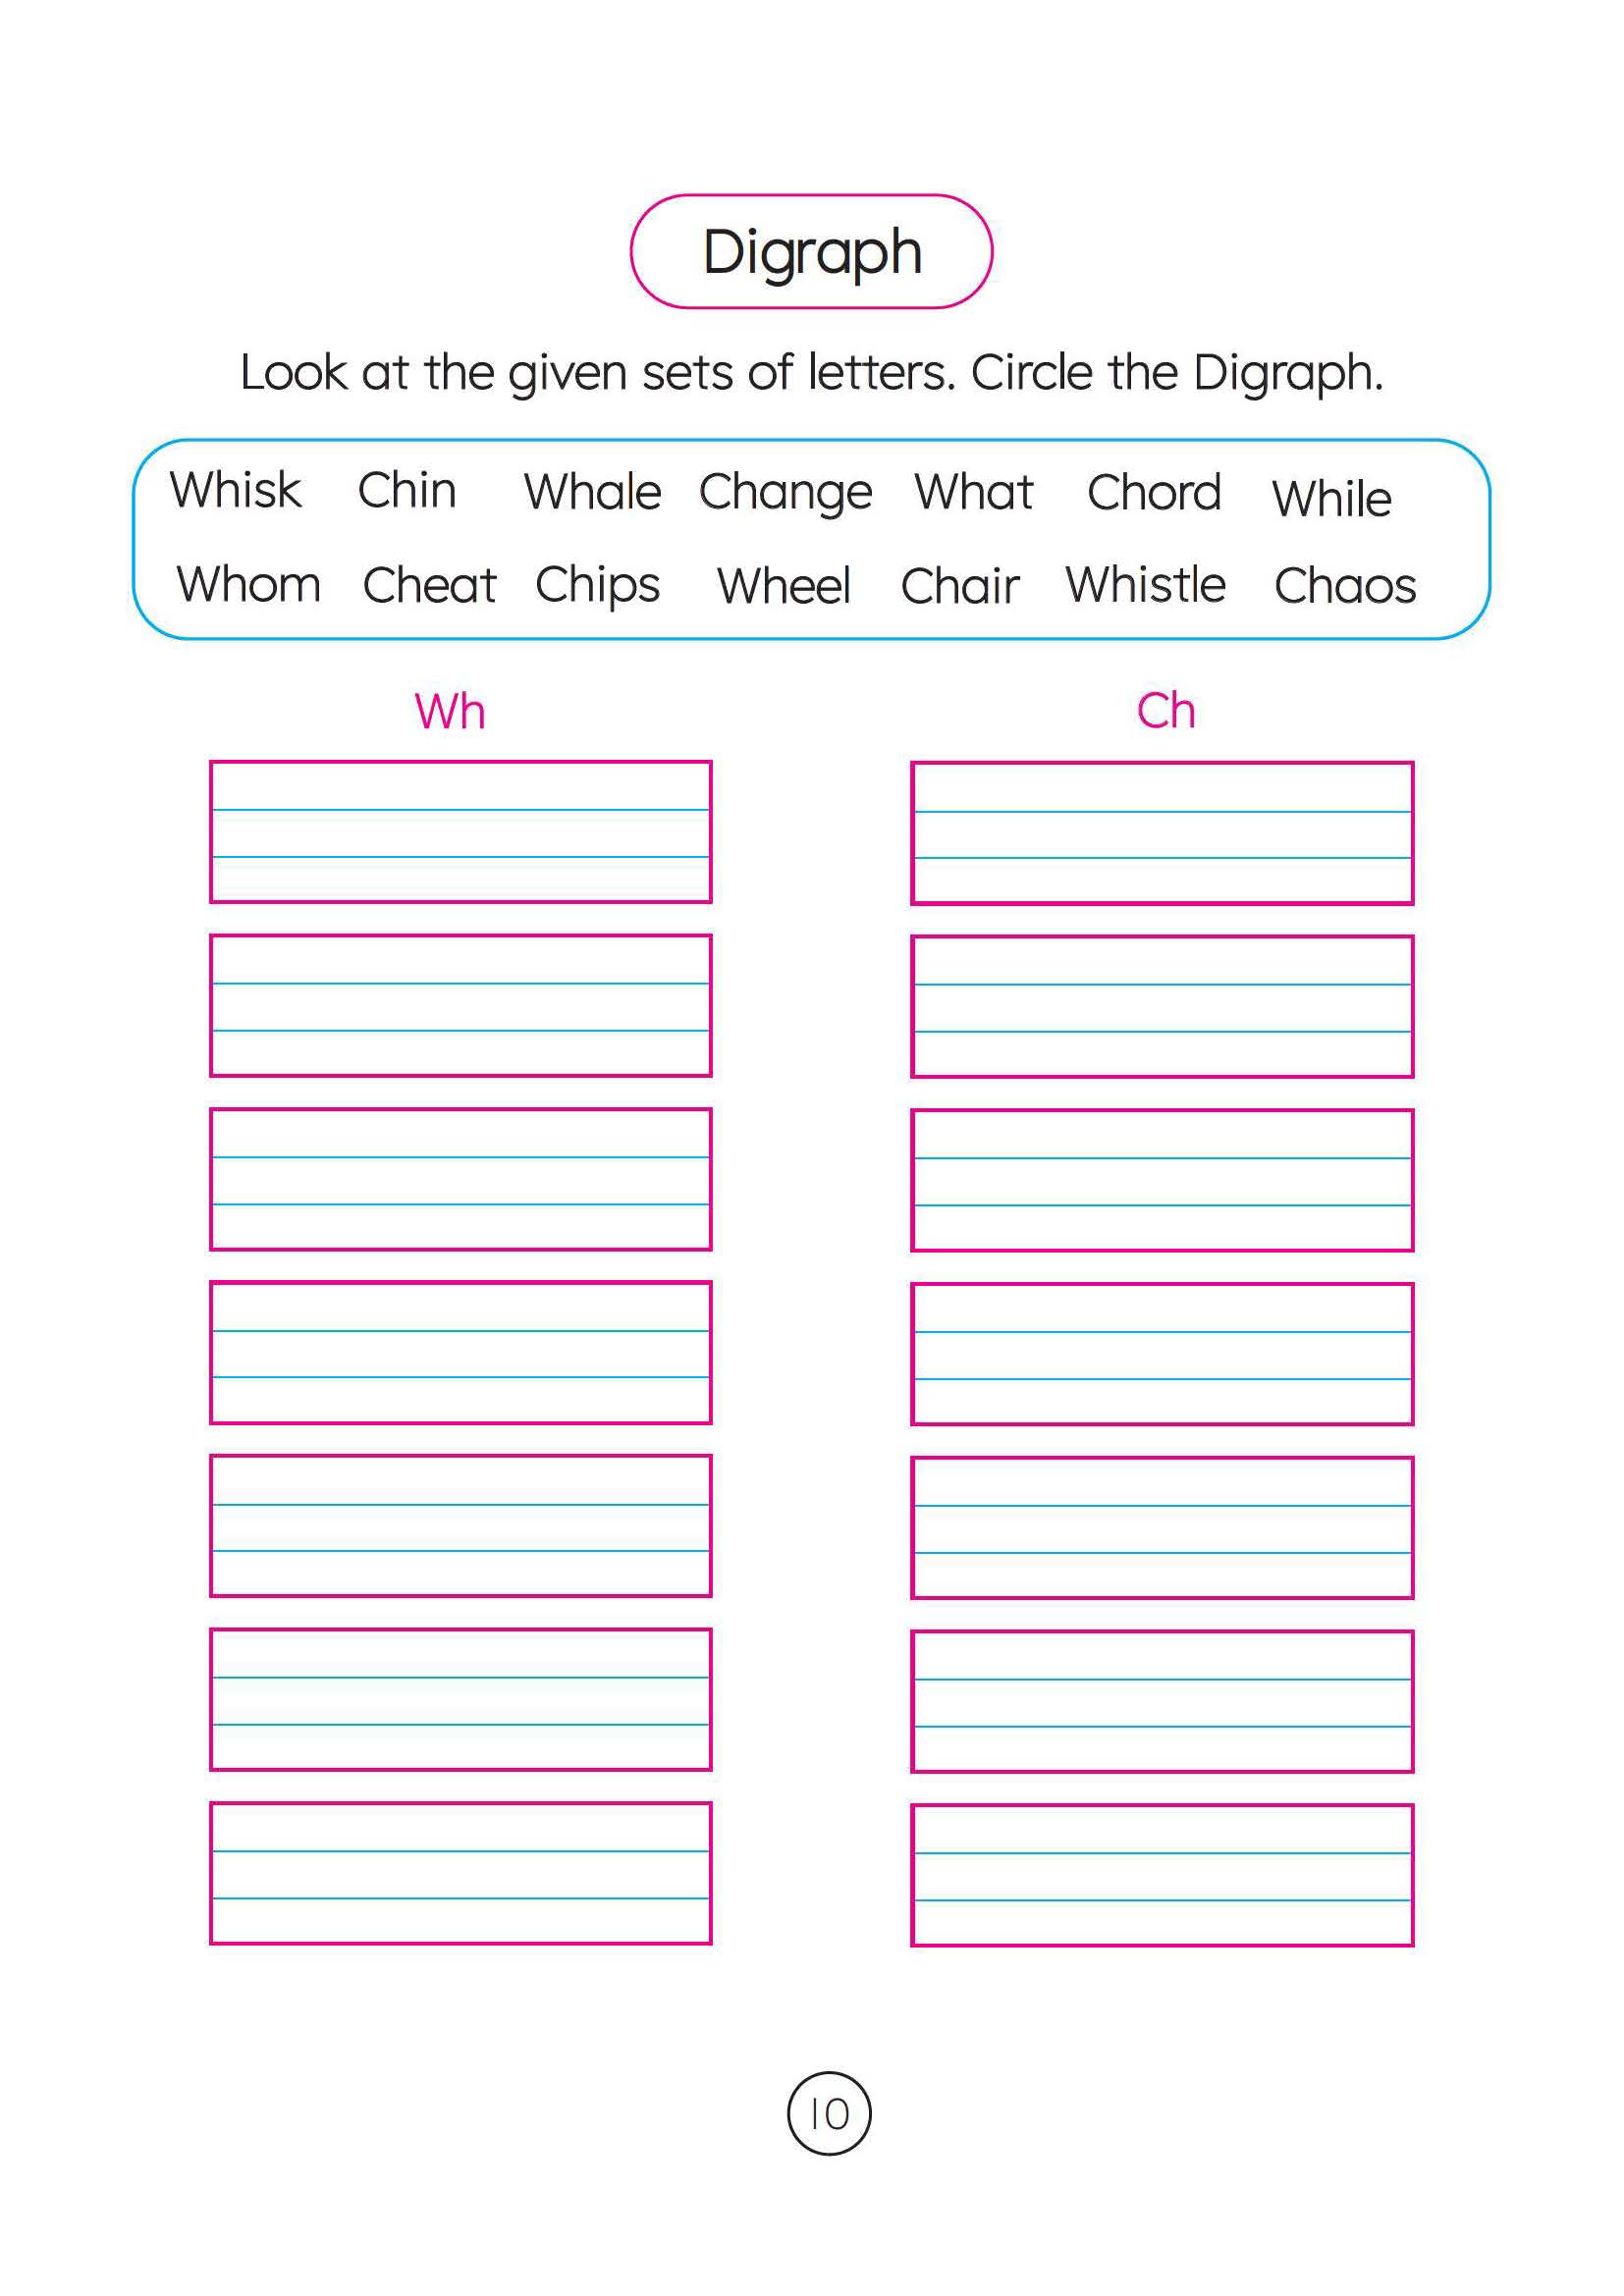 Digraph
Look at the given sets of letters. Circle the Digraph.
Whisk Chin Whale Change What Chord While
Whom Cheat Chips Wheel Chair Whistle Chaos
Wh Ch
10